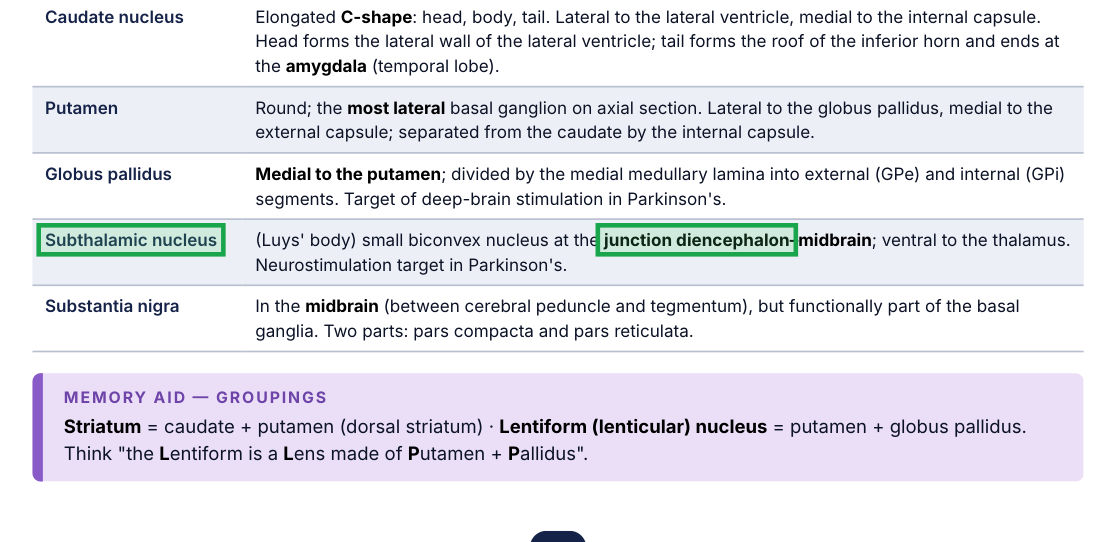 Caudate nucleus
Elongated C-shape: head, body, tail. Lateral to the lateral ventricle, medial to the internal capsule.
Head forms the lateral wall of the lateral ventricle; tail forms the roof of the inferior horn and ends at
the amygdala (temporal lobe).
Putamen
Round; the most lateral basal ganglion on axial section. Lateral to the globus pallidus, medial to the
external capsule; separated from the caudate by the internal capsule.
Globus pallidus
Medial to the putamen; divided by the medial medullary lamina into external (GPe) and internal (GPi)
segments. Target of deep-brain stimulation in Parkinson's.
Subthalamic nucleus
(Luys' body) small biconvex nucleus at the junction diencephalon–midbrain; ventral to the thalamus.
Neurostimulation target in Parkinson's.
Substantia nigra
In the midbrain (between cerebral peduncle and tegmentum), but functionally part of the basal
ganglia. Two parts: pars compacta and pars reticulata.
MEMORY AID — GROUPINGS
Striatum = caudate + putamen (dorsal striatum) · Lentiform (lenticular) nucleus = putamen + globus pallidus.
Think "the Lentiform is a Lens made of Putamen + Pallidus".